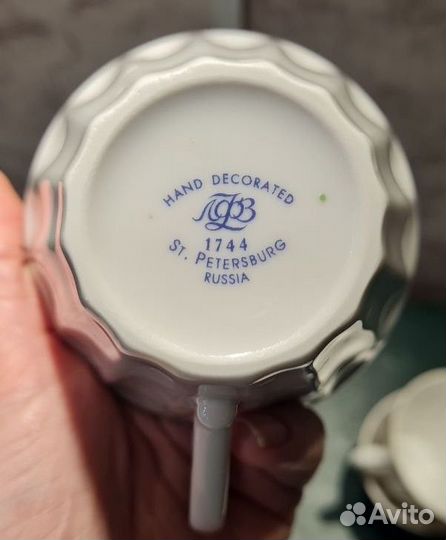 HAND DECORATED
ЛФЗ
1744
ST. PETERSBURG
RUSSIA
Avito